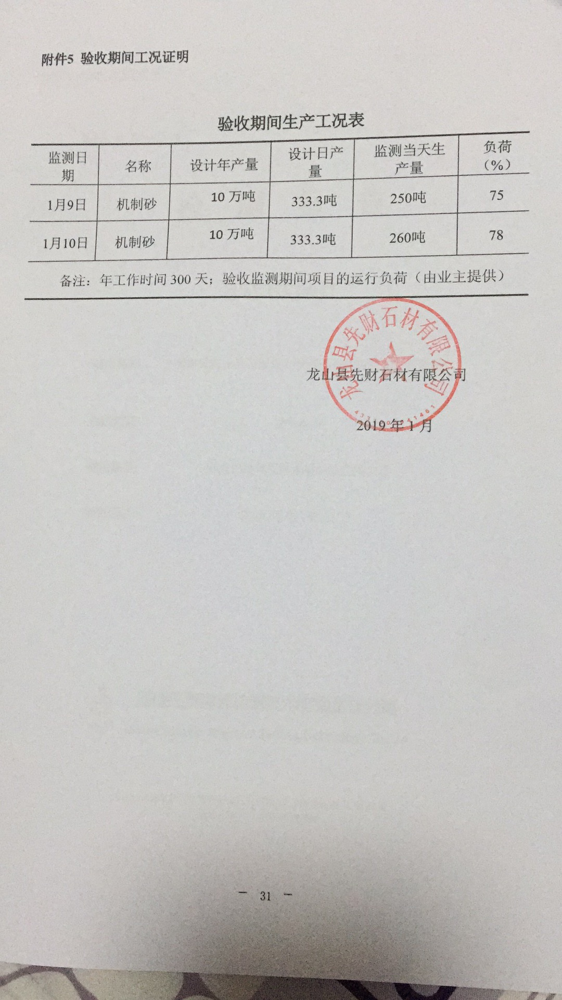 附件5 验收期间工况证明
验收期间生产工况表
监测日期 名称 设计年产量 设计日产量 监测当天生产量 负荷（%）
1月9日 机制砂 10 万吨 333.3吨 250吨 75
1月10日 机制砂 10 万吨 333.3吨 260吨 78
备注：年工作时间 300 天；验收监测期间项目的运行负荷（由业主提供）
龙山县先财石材有限公司
龙山县先财石材有限公司
2019 年 1 月
－ 31 －